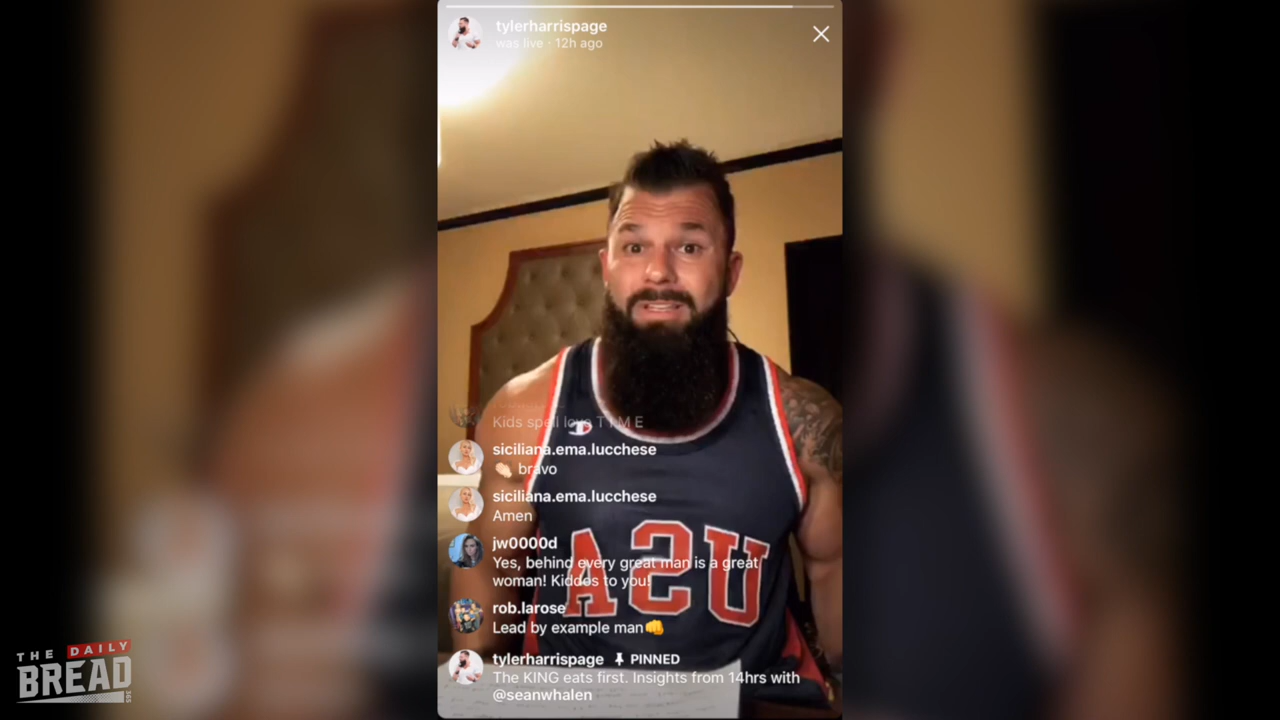 tylerharrispage
was live · 12h ago
Kids spell love T I M E
siciliana.ema.lucchese
👏🏻 bravo
siciliana.ema.lucchese
Amen
jw0000d
Yes, behind every great man is a great
woman! Kiddos to you!
rob.larose
Lead by example man👊
tylerharrispage 📌 PINNED
The KING eats first. Insights from 14hrs with
@seanwhalen
USA
THE DAILY
BREAD
365